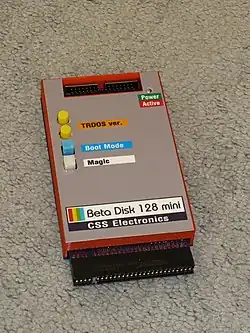 Power
Active
TRDOS ver.
Boot Mode
Magic
Beta Disk 128 mini
CSS Electronics